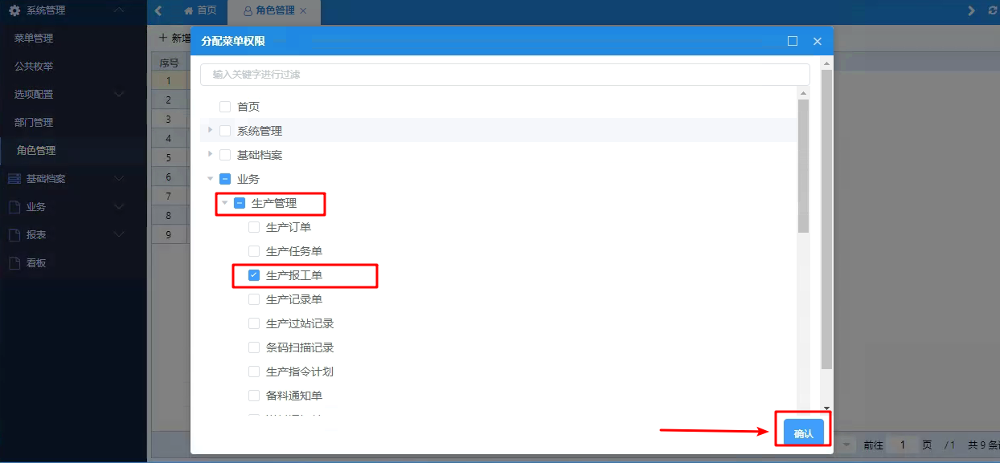 系统管理
首页
角色管理
菜单管理
公共枚举
选项配置
部门管理
角色管理
基础档案
业务
报表
看板
新增
序号
1
2
3
4
5
6
7
8
9
分配菜单权限
输入关键字进行过滤
首页
系统管理
基础档案
业务
生产管理
生产订单
生产任务单
生产报工单
生产记录单
生产过站记录
条码扫描记录
生产指令计划
备料通知单
确认
前往 1 页 /1 共 9 条